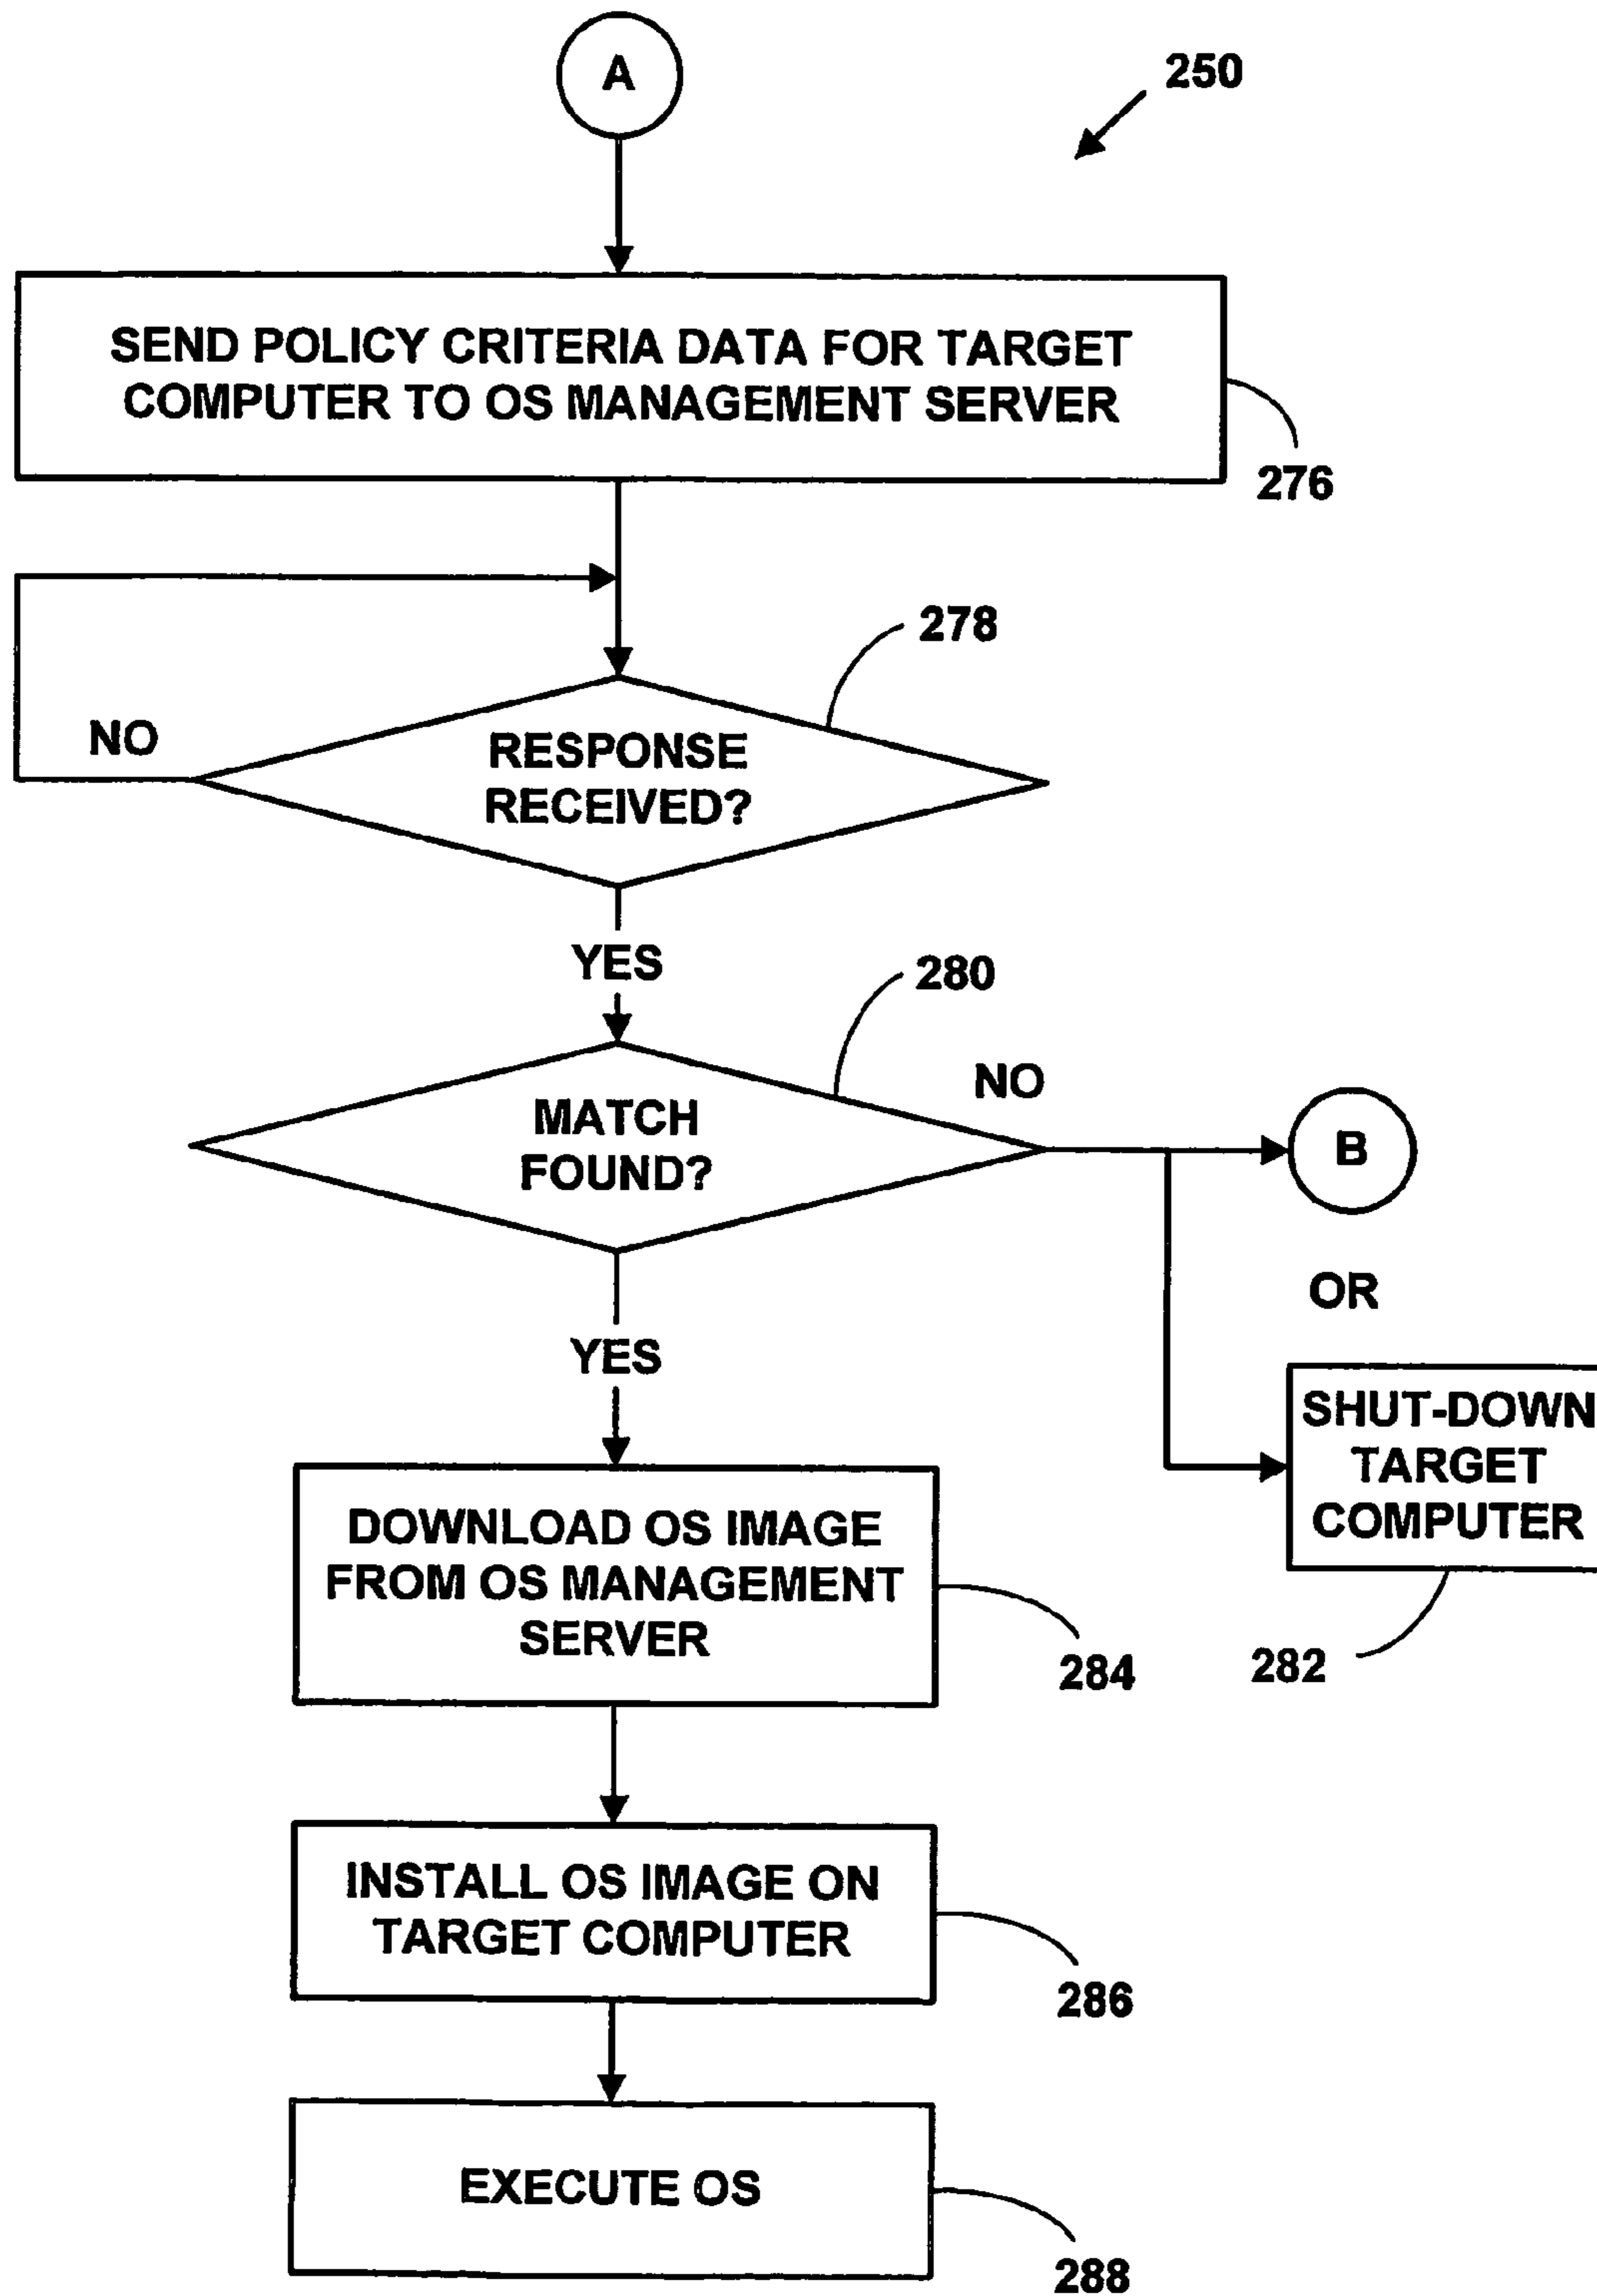 A
250
SEND POLICY CRITERIA DATA FOR TARGET
COMPUTER TO OS MANAGEMENT SERVER
276
278
NO
RESPONSE
RECEIVED?
YES
280
NO
MATCH
FOUND?
B
OR
YES
SHUT-DOWN
TARGET
COMPUTER
282
DOWNLOAD OS IMAGE
FROM OS MANAGEMENT
SERVER
284
INSTALL OS IMAGE ON
TARGET COMPUTER
286
EXECUTE OS
288